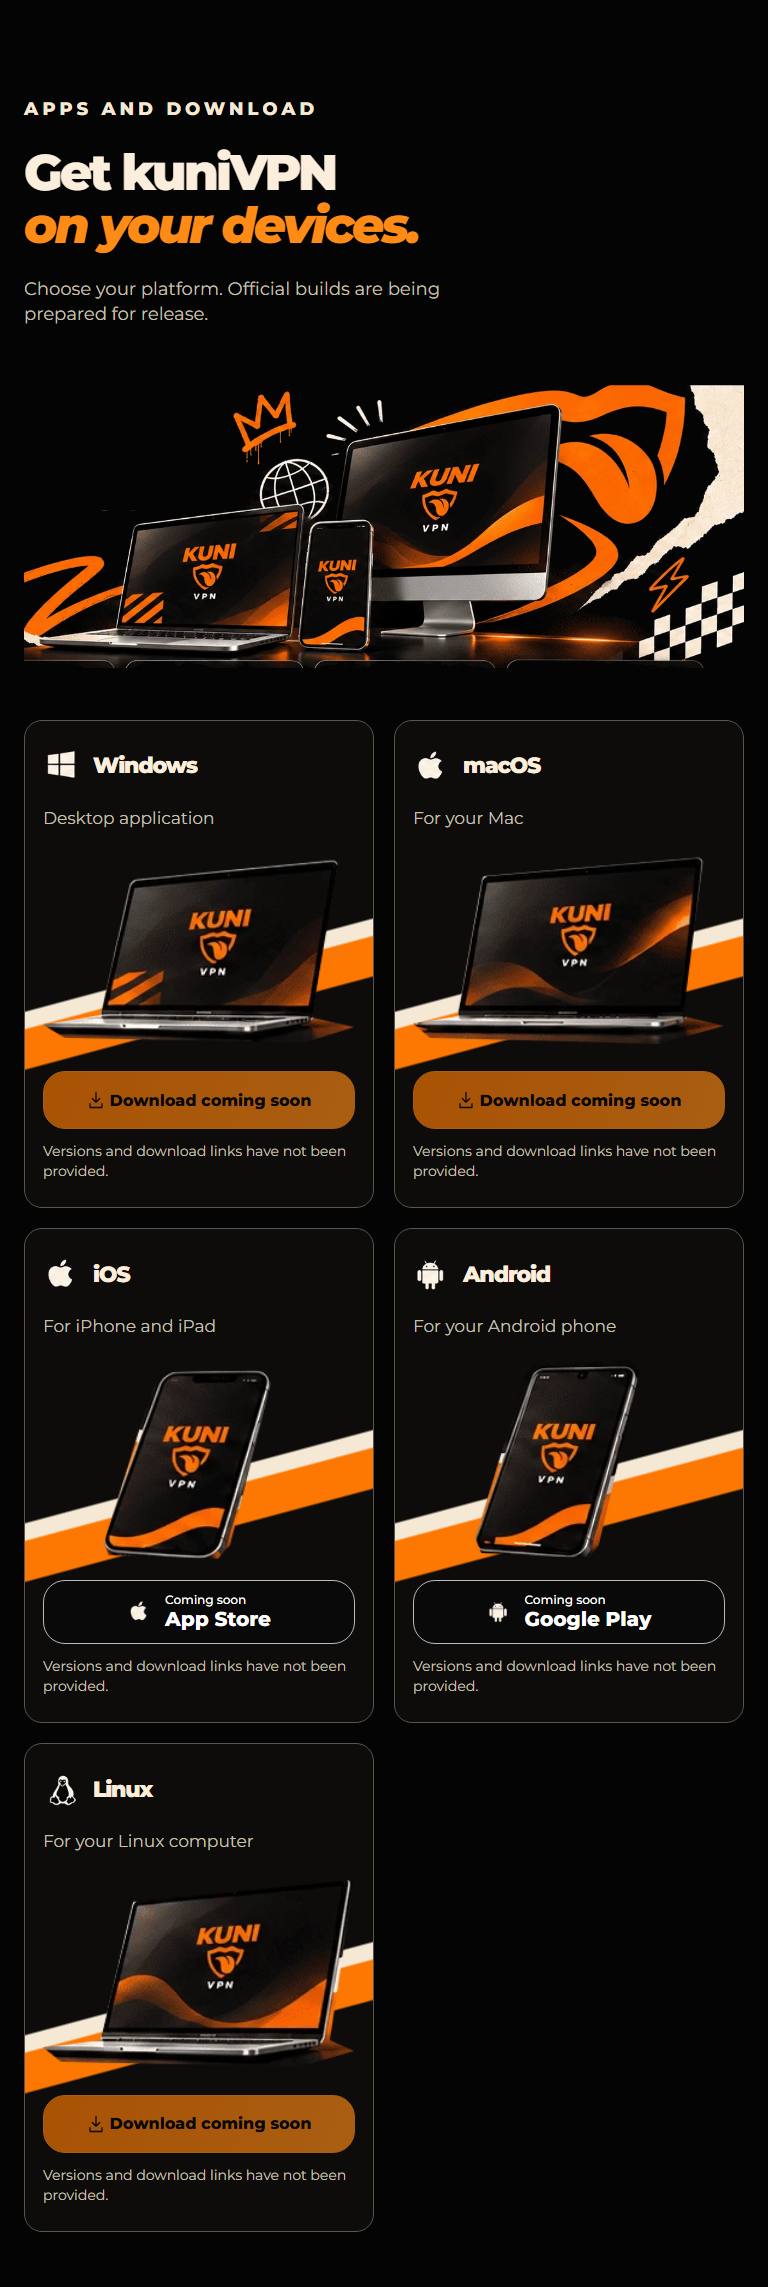 APPS AND DOWNLOAD
Get kuniVPN
on your devices.
Choose your platform. Official builds are being
prepared for release.
KUNI
VPN
KUNI
VPN
KUNI
VPN
Windows
Desktop application
KUNI
VPN
Download coming soon
Versions and download links have not been
provided.
macOS
For your Mac
KUNI
VPN
Download coming soon
Versions and download links have not been
provided.
iOS
For iPhone and iPad
KUNI
VPN
Coming soon
App Store
Versions and download links have not been
provided.
Android
For your Android phone
KUNI
VPN
Coming soon
Google Play
Versions and download links have not been
provided.
Linux
For your Linux computer
KUNI
VPN
Download coming soon
Versions and download links have not been
provided.